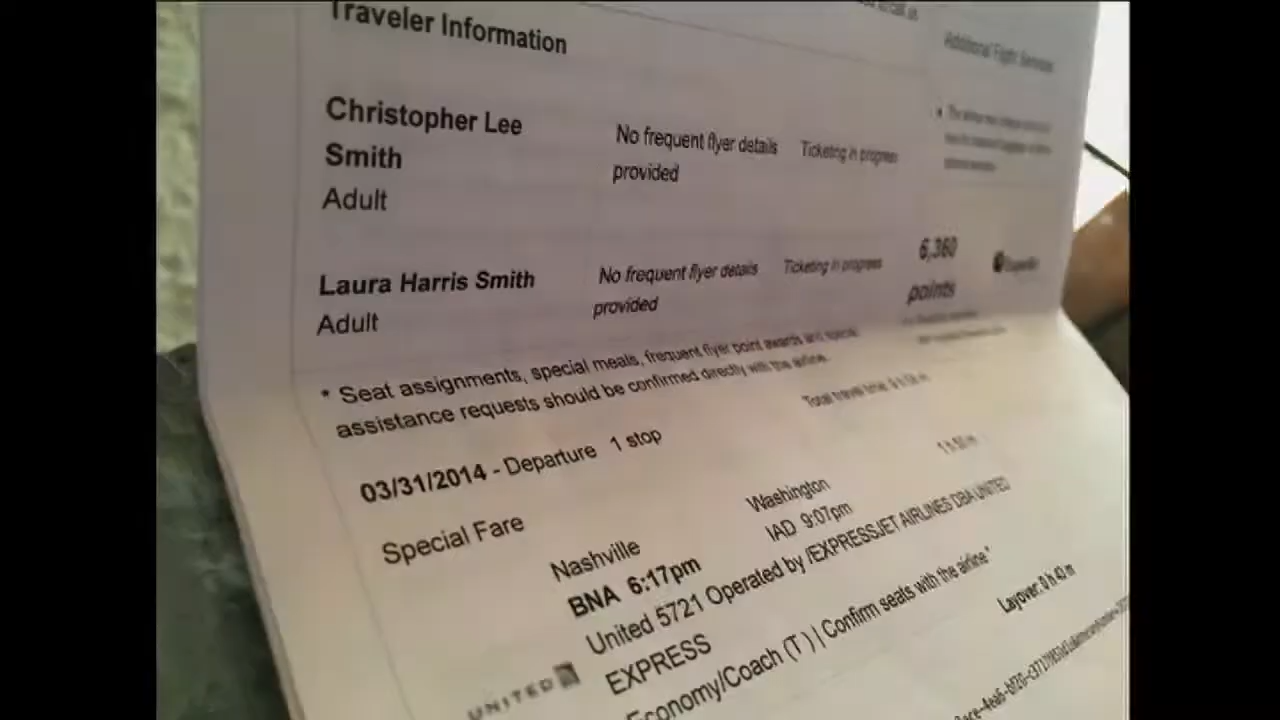 Traveler Information
Additional Flight Services
Christopher Lee
Smith
Adult
No frequent flyer details
provided
Ticketing in progress
Laura Harris Smith
Adult
No frequent flyer details
provided
Ticketing in progress
6,360
points
* Seat assignments, special meals, frequent flyer point awards and special
assistance requests should be confirmed directly with the airline.
03/31/2014 - Departure 1 stop
Total travel time:
Special Fare
Nashville
BNA 6:17pm
Washington
IAD 9:07pm
United 5721 Operated by /EXPRESSJET AIRLINES DBA UNITED
EXPRESS
Economy/Coach (T) | Confirm seats with the airline*
UNITED
Layover: 0 h 43 m